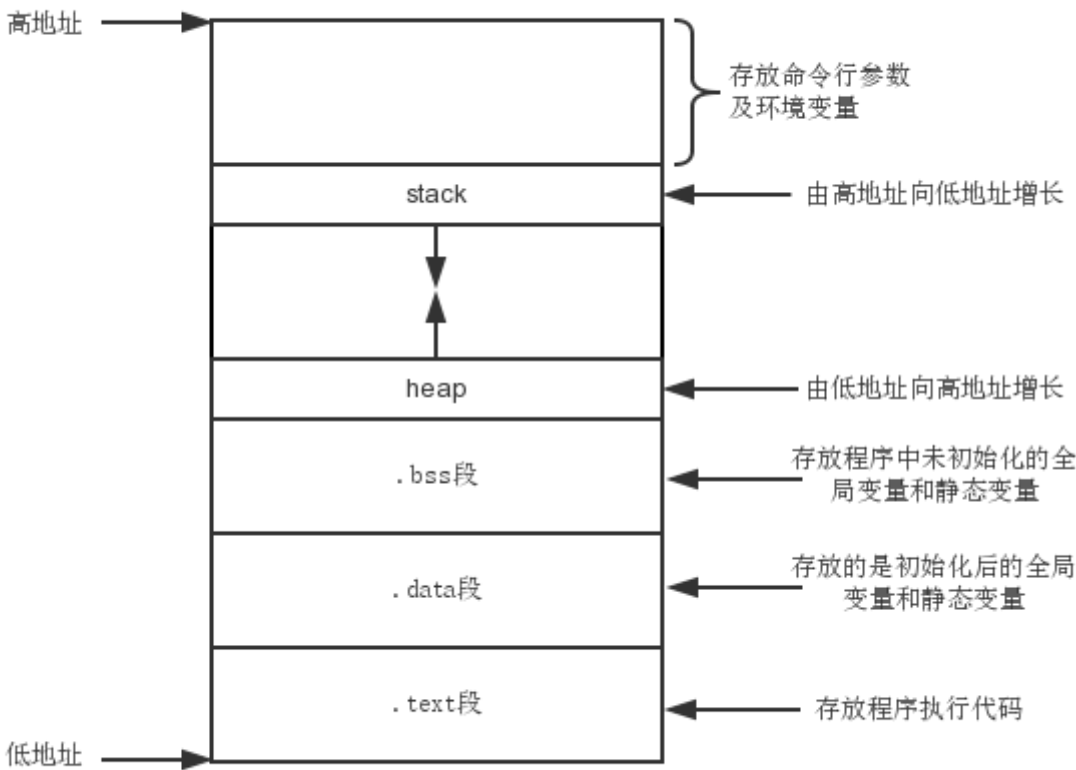 高地址
存放命令行参数
及环境变量
stack
由高地址向低地址增长
heap
由低地址向高地址增长
.bss段
存放程序中未初始化的全
局变量和静态变量
.data段
存放的是初始化后的全局
变量和静态变量
.text段
存放程序执行代码
低地址